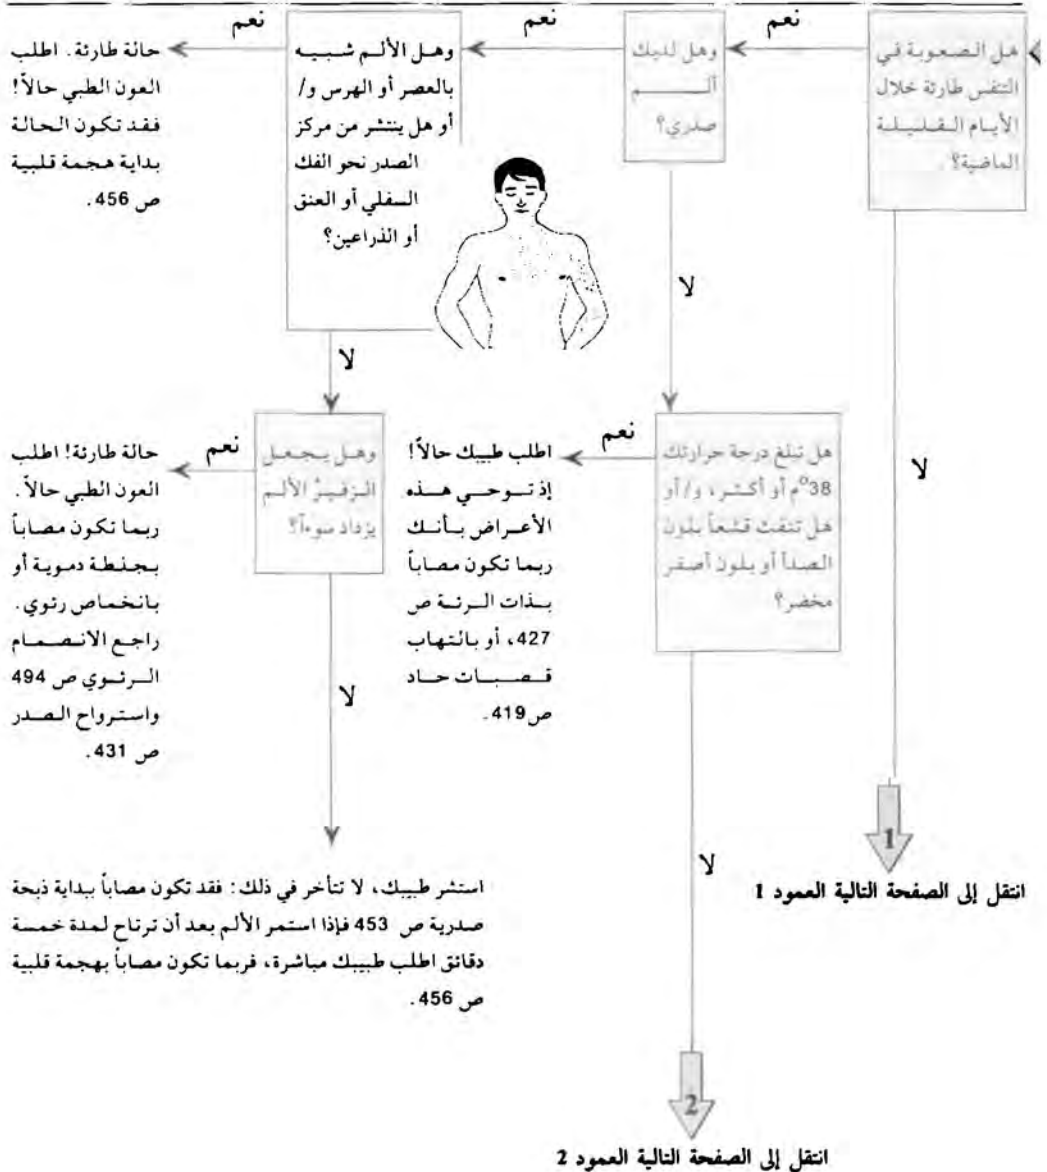 هل الصعوبة في
التنفس طارئة خلال
الأيام القليلة
الماضية؟
نعم
وهل لديك
ألم
صدري؟
نعم
وهل الألم شبيه
بالعصر أو الهرس و/
أو هل ينتشر من مركز
الصدر نحو الفك
السفلي أو العنق
أو الذراعين؟
نعم
حالة طارئة. اطلب
العون الطبي حالاً!
فقد تكون الحالة
بداية هجمة قلبية
ص 456.
لا
لا
لا
هل تبلغ درجة حرارتك
38°م أو أكثر، و/ أو
هل تنفث قشعاً بلون
الصدأ أو بلون أصفر
مخضر؟
نعم
اطلب طبيبك حالاً!
إذ توحي هذه
الأعراض بأنك
ربما تكون مصاباً
بذات الرئة ص
427، أو بالتهاب
قصبات حاد
ص 419.
وهل يجعل
الزفيرُ الألم
يزداد سوءاً؟
نعم
حالة طارئة! اطلب
العون الطبي حالاً.
ربما تكون مصاباً
بجلطة دموية أو
بانخماص رئوي.
راجع الانصمام
الرئوي ص 494
واسترواح الصدر
ص 431.
لا
لا
1
انتقل إلى الصفحة التالية العمود 1
استشر طبيبك، لا تتأخر في ذلك: فقد تكون مصاباً ببداية ذبحة
صدرية ص 453 فإذا استمر الألم بعد أن ترتاح لمدة خمسة
دقائق اطلب طبيبك مباشرة، فربما تكون مصاباً بهجمة قلبية
ص 456.
2
انتقل إلى الصفحة التالية العمود 2